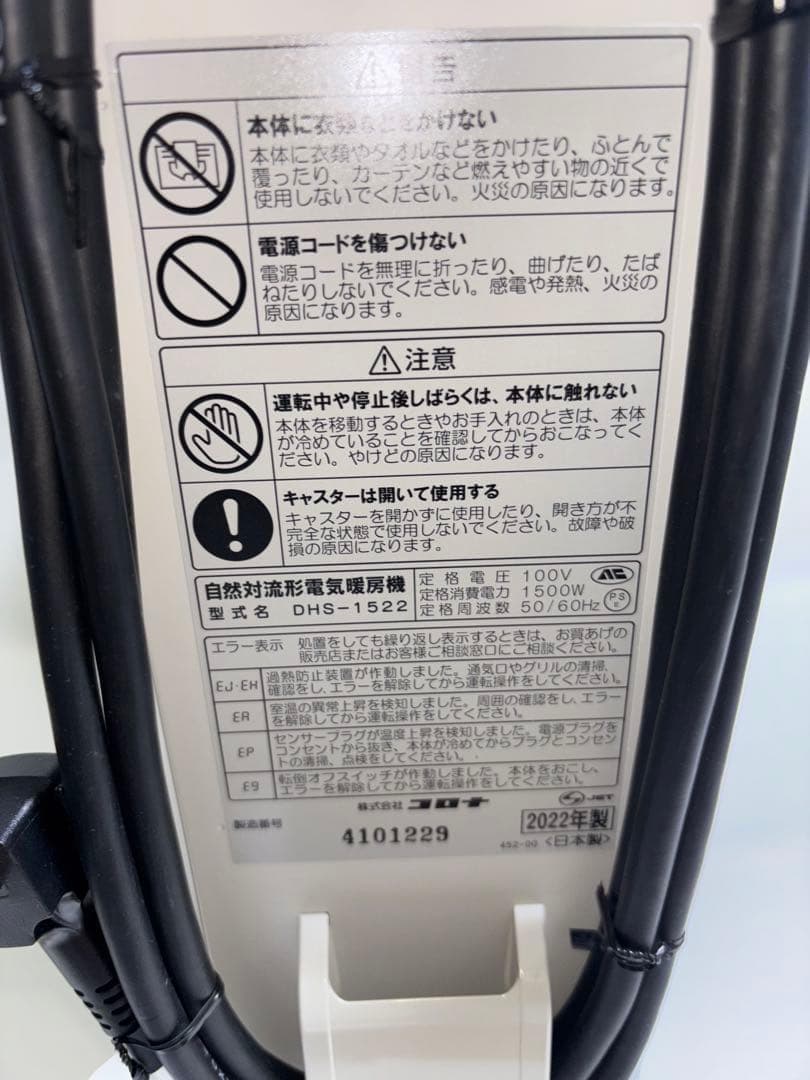 告
本体に衣類などをかけない
本体に衣類やタオルなどをかけたり、ふとんで
覆ったり、カーテンなど燃えやすい物の近くで
使用しないでください。火災の原因になります。
電源コードを傷つけない
電源コードを無理に折ったり、曲げたり、たば
ねたりしないでください。感電や発熱、火災の
原因になります。
注意
運転中や停止後しばらくは、本体に触れない
本体を移動するときやお手入れのときは、本体
が冷めていることを確認してからおこなってく
ださい。やけどの原因になります。
キャスターは開いて使用する
キャスターを開かずに使用したり、開き方が不
完全な状態で使用しないでください。故障や破
損の原因になります。
自然対流形電気暖房機
型式名 DHS-1522
定格電圧 100V
定格消費電力 1500W
定格周波数 50/60Hz
PS
E
エラー表示 処置をしても繰り返し表示するときは、お買あげの
販売店またはお客様ご相談窓口にご相談ください。
EJ・EH 過熱防止装置が作動しました。通気口やグリルの清掃、
確認をし、エラーを解除してから運転操作をしてください。
EA 室温の異常上昇を検知しました。周囲の確認をし、エラー
を解除してから運転操作をしてください。
EP センサープラグが温度上昇を検知しました。電源プラグを
コンセントから抜き、本体が冷めてからプラグとコンセン
トの清掃、点検をしてください。
E9 転倒オフスイッチが作動しました。本体をおこし、
エラーを解除してから運転操作をしてください。
株式会社 コロナ
JET
製造番号 4101229
2022年製
452-00 <日本製>